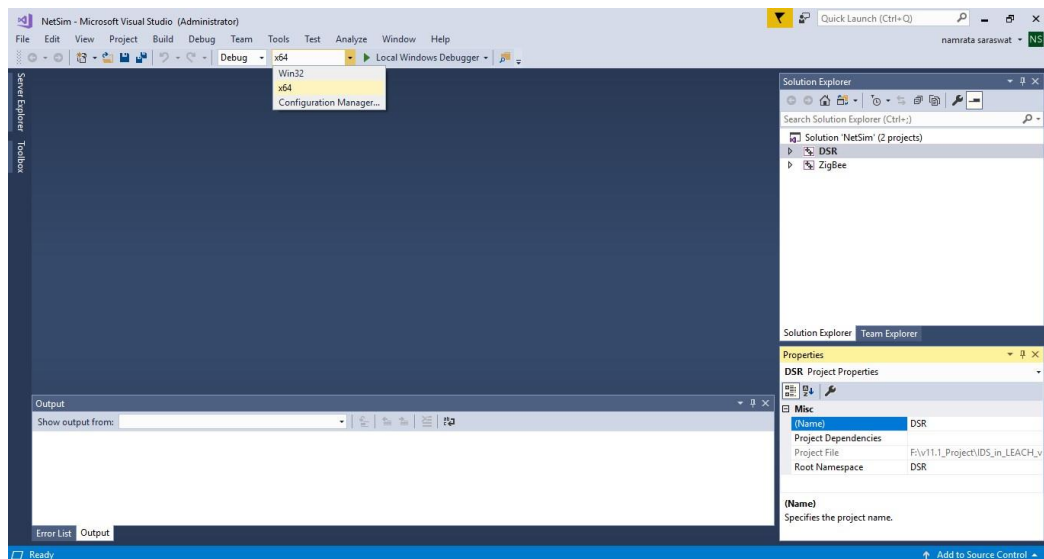 NetSim - Microsoft Visual Studio (Administrator)
Quick Launch (Ctrl+Q)
File Edit View Project Build Debug Team Tools Test Analyze Window Help
namrata saraswat NS
Debug x64 Local Windows Debugger
Win32
x64
Configuration Manager...
Server Explorer
Toolbox
Solution Explorer
Search Solution Explorer (Ctrl+;)
Solution 'NetSim' (2 projects)
DSR
ZigBee
Solution Explorer Team Explorer
Properties
DSR Project Properties
Misc
(Name) DSR
Project Dependencies
Project File F:\v11.1_Project\IDS_in_LEACH_v
Root Namespace DSR
(Name)
Specifies the project name.
Output
Show output from:
Error List Output
Ready
Add to Source Control